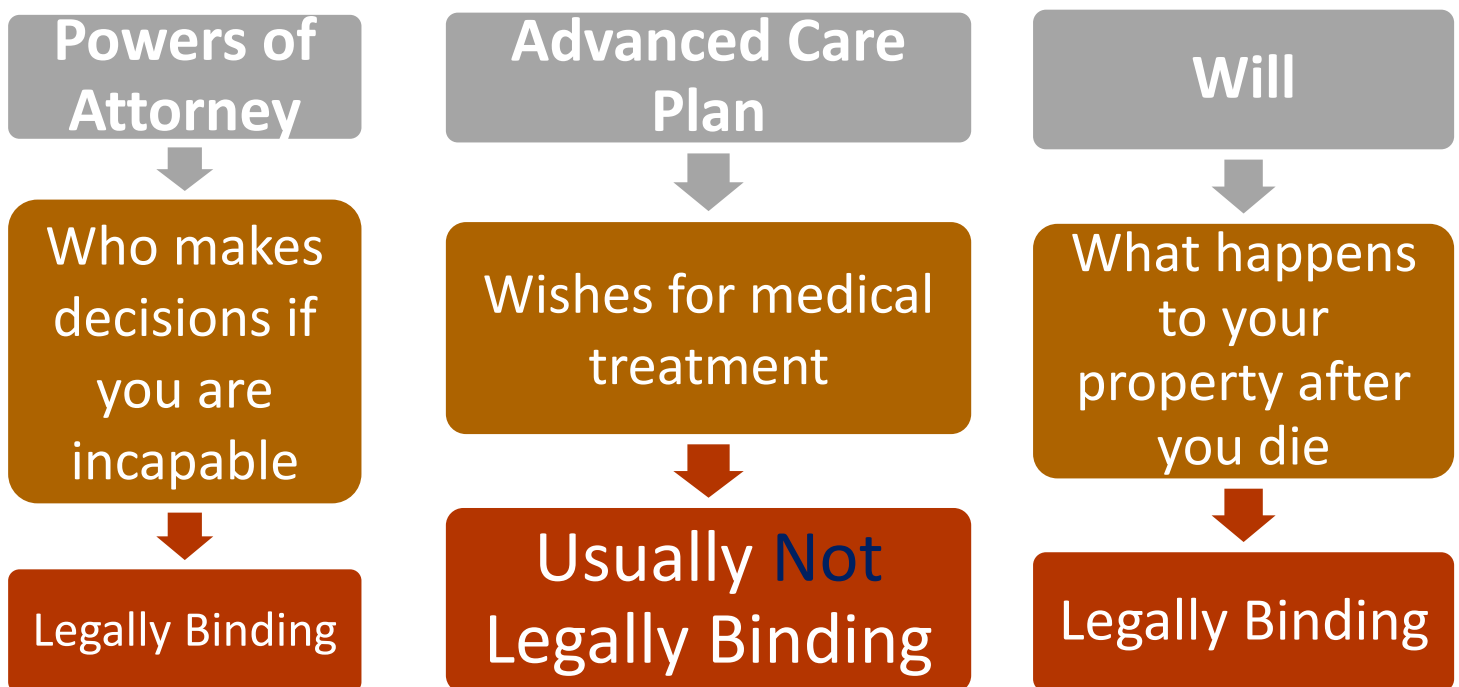 Powers of
Attorney
Who makes
decisions if
you are
incapable
Legally Binding
Advanced Care
Plan
Wishes for medical
treatment
Usually Not
Legally Binding
Will
What happens
to your
property after
you die
Legally Binding